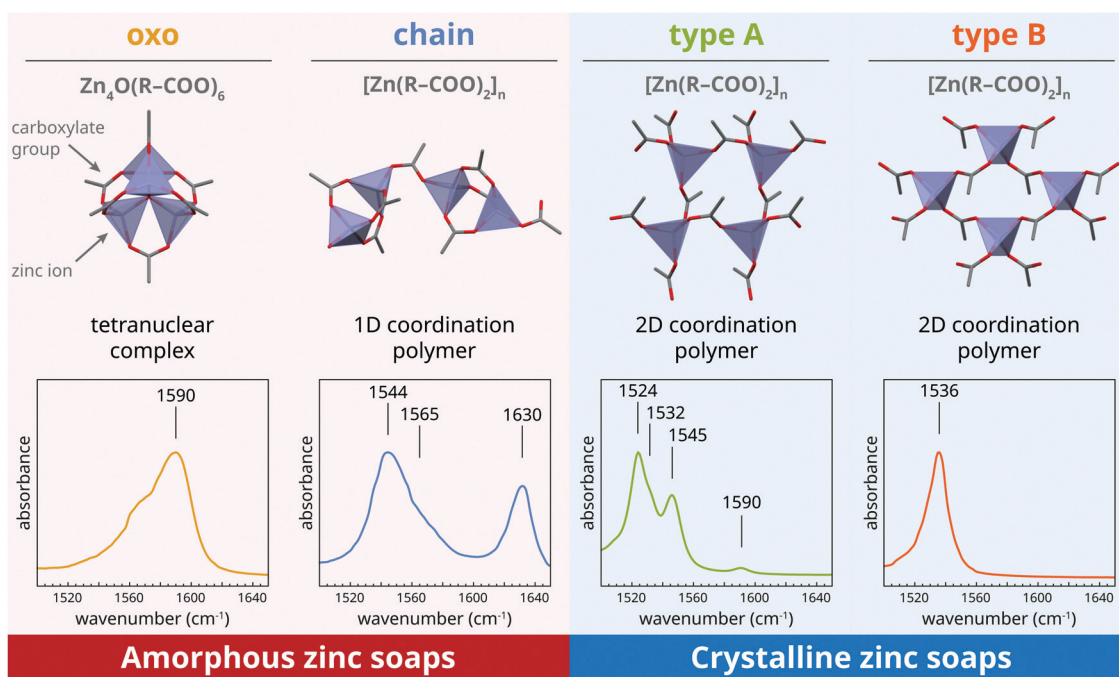 oxo
Zn₄O(R–COO)₆
carboxylate
group
zinc ion
tetranuclear
complex
1590
absorbance
1520 1560 1600 1640
wavenumber (cm⁻¹)
chain
[Zn(R–COO)₂]ₙ
1D coordination
polymer
1544
1565
1630
absorbance
1520 1560 1600 1640
wavenumber (cm⁻¹)
type A
[Zn(R–COO)₂]ₙ
2D coordination
polymer
1524
1532
1545
1590
absorbance
1520 1560 1600 1640
wavenumber (cm⁻¹)
type B
[Zn(R–COO)₂]ₙ
2D coordination
polymer
1536
absorbance
1520 1560 1600 1640
wavenumber (cm⁻¹)
Amorphous zinc soaps
Crystalline zinc soaps